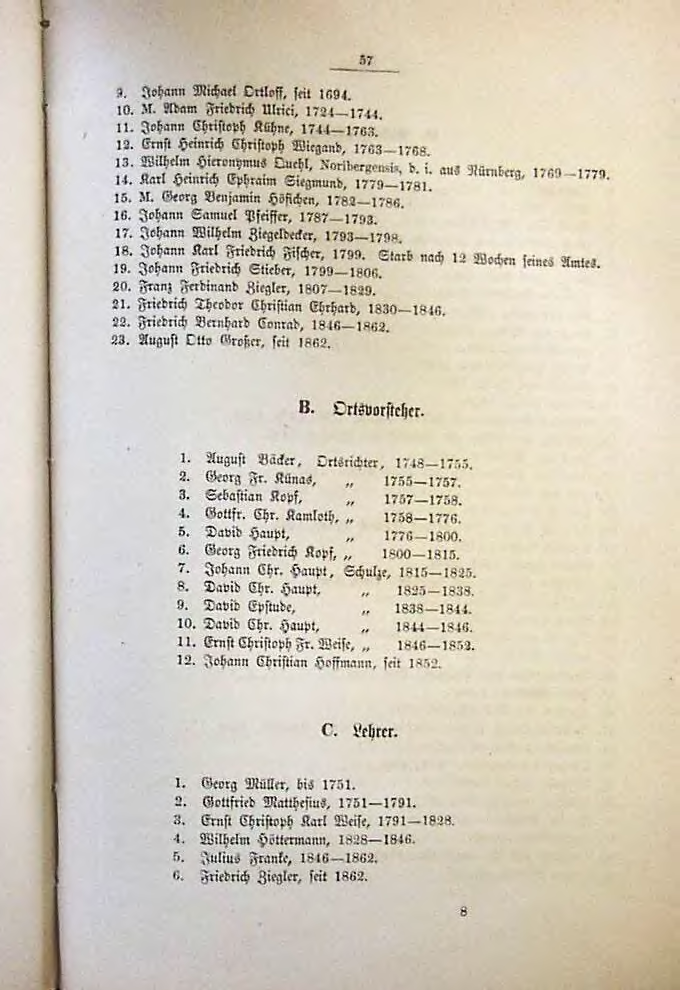 57
9. Johann Michael Ortloff, seit 1694.
10. M. Adam Friedrich Ulrici, 1724—1744.
11. Johann Christoph Kühne, 1744—1763.
12. Ernst Heinrich Christoph Wiegand, 1763—1768.
13. Wilhelm Hieronymus Duehl, Noribergensis, d. i. aus Nürnberg, 1769—1779.
14. Karl Heinrich Ephraim Siegmund, 1779—1781.
15. M. Georg Benjamin Höfichen, 1782—1786.
16. Johann Samuel Pfeiffer, 1787—1793.
17. Johann Wilhelm Ziegeldecker, 1793—1798.
18. Johann Karl Friedrich Fischer, 1799. Starb nach 12 Wochen seines Amtes.
19. Johann Friedrich Stieber, 1799—1806.
20. Franz Ferdinand Ziegler, 1807—1829.
21. Friedrich Theodor Christian Ehrhard, 1830—1846.
22. Friedrich Bernhard Conrad, 1846—1862.
23. August Otto Großer, seit 1862.
B. Ortsvorsteher.
1. August Bäcker, Ortsrichter, 1748—1755.
2. Georg Fr. Künas, „ 1755—1757.
3. Sebastian Kopf, „ 1757—1758.
4. Gottfr. Chr. Kamloth, „ 1758—1776.
5. David Haupt, „ 1776—1800.
6. Georg Friedrich Kopf, „ 1800—1815.
7. Johann Chr. Haupt, Schulze, 1815—1825.
8. David Chr. Haupt, „ 1825—1838.
9. David Epstude, „ 1838—1844.
10. David Chr. Haupt, „ 1844—1846.
11. Ernst Christoph Fr. Weise, „ 1846—1852.
12. Johann Christian Hoffmann, seit 1852.
C. Lehrer.
1. Georg Müller, bis 1751.
2. Gottfried Matthesius, 1751—1791.
3. Ernst Christoph Karl Weise, 1791—1828.
4. Wilhelm Höttermann, 1828—1846.
5. Julius Franke, 1846—1862.
6. Friedrich Ziegler, seit 1862.
8